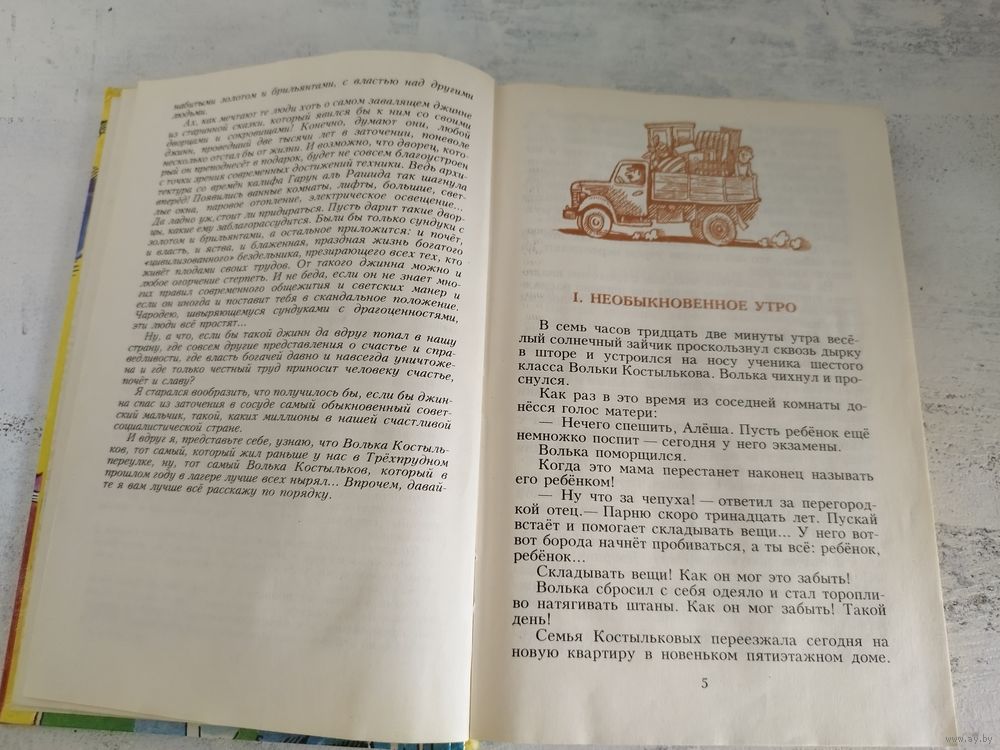 набитыми золотом и брильянтами, с властью над другими
людьми.
Ах, как мечтают те люди хоть о самом завалящем джинне
из старинной сказки, который явился бы к ним со своими
дворцами и сокровищами! Конечно, думают они, любой
джинн, проведший две тысячи лет в заточении, поневоле
несколько отстал бы от жизни. И возможно, что дворец, кото-
рый он преподнесёт в подарок, будет не совсем благоустроен
с точки зрения современных достижений техники. Ведь архи-
тектура со времён калифа Гарун аль Рашида так шагнула
вперёд! Появились ванные комнаты, лифты, большие, свет-
лые окна, паровое отопление, электрическое освещение...
Да ладно уж, стоит ли придираться. Пусть дарит такие двор-
цы, какие ему заблагорассудится. Были бы только сундуки с
золотом и брильянтами, а остальное приложится: и почёт,
и власть, и яства, и блаженная, праздная жизнь богатого
«цивилизованного» бездельника, презирающего всех тех, кто
живёт плодами своих трудов. От такого джинна можно и
любое огорчение стерпеть. И не беда, если он не знает мно-
гих правил современного общежития и светских манер и
если он иногда и поставит тебя в скандальное положение.
Чародею, швыряющемуся сундуками с драгоценностями,
эти люди всё простят...
Ну, а что, если бы такой джинн да вдруг попал в нашу
страну, где совсем другие представления о счастье и спра-
ведливости, где власть богачей давно и навсегда уничтоже-
на и где только честный труд приносит человеку счастье,
почёт и славу?
Я старался вообразить, что получилось бы, если бы джин-
на спас из заточения в сосуде самый обыкновенный совет-
ский мальчик, такой, каких миллионы в нашей счастливой
социалистической стране.
И вдруг я, представьте себе, узнаю, что Волька Костыль-
ков, тот самый, который жил раньше у нас в Трёхпрудном
переулке, ну, тот самый Волька Костыльков, который в
прошлом году в лагере лучше всех нырял... Впрочем, давай-
те я вам лучше всё расскажу по порядку.
I. НЕОБЫКНОВЕННОЕ УТРО
В семь часов тридцать две минуты утра весё-
лый солнечный зайчик проскользнул сквозь дырку
в шторе и устроился на носу ученика шестого
класса Вольки Костылькова. Волька чихнул и про-
снулся.
Как раз в это время из соседней комнаты до-
нёсся голос матери:
— Нечего спешить, Алёша. Пусть ребёнок ещё
немножко поспит — сегодня у него экзамены.
Волька поморщился.
Когда это мама перестанет наконец называть
его ребёнком!
— Ну что за чепуха! — ответил за перегород-
кой отец.— Парню скоро тринадцать лет. Пускай
встаёт и помогает складывать вещи... У него вот-
вот борода начнёт пробиваться, а ты всё: ребёнок,
ребёнок...
Складывать вещи! Как он мог это забыть!
Волька сбросил с себя одеяло и стал торопли-
во натягивать штаны. Как он мог забыть! Такой
день!
Семья Костыльковых переезжала сегодня на
новую квартиру в новеньком пятиэтажном доме.
5
www.ay.by